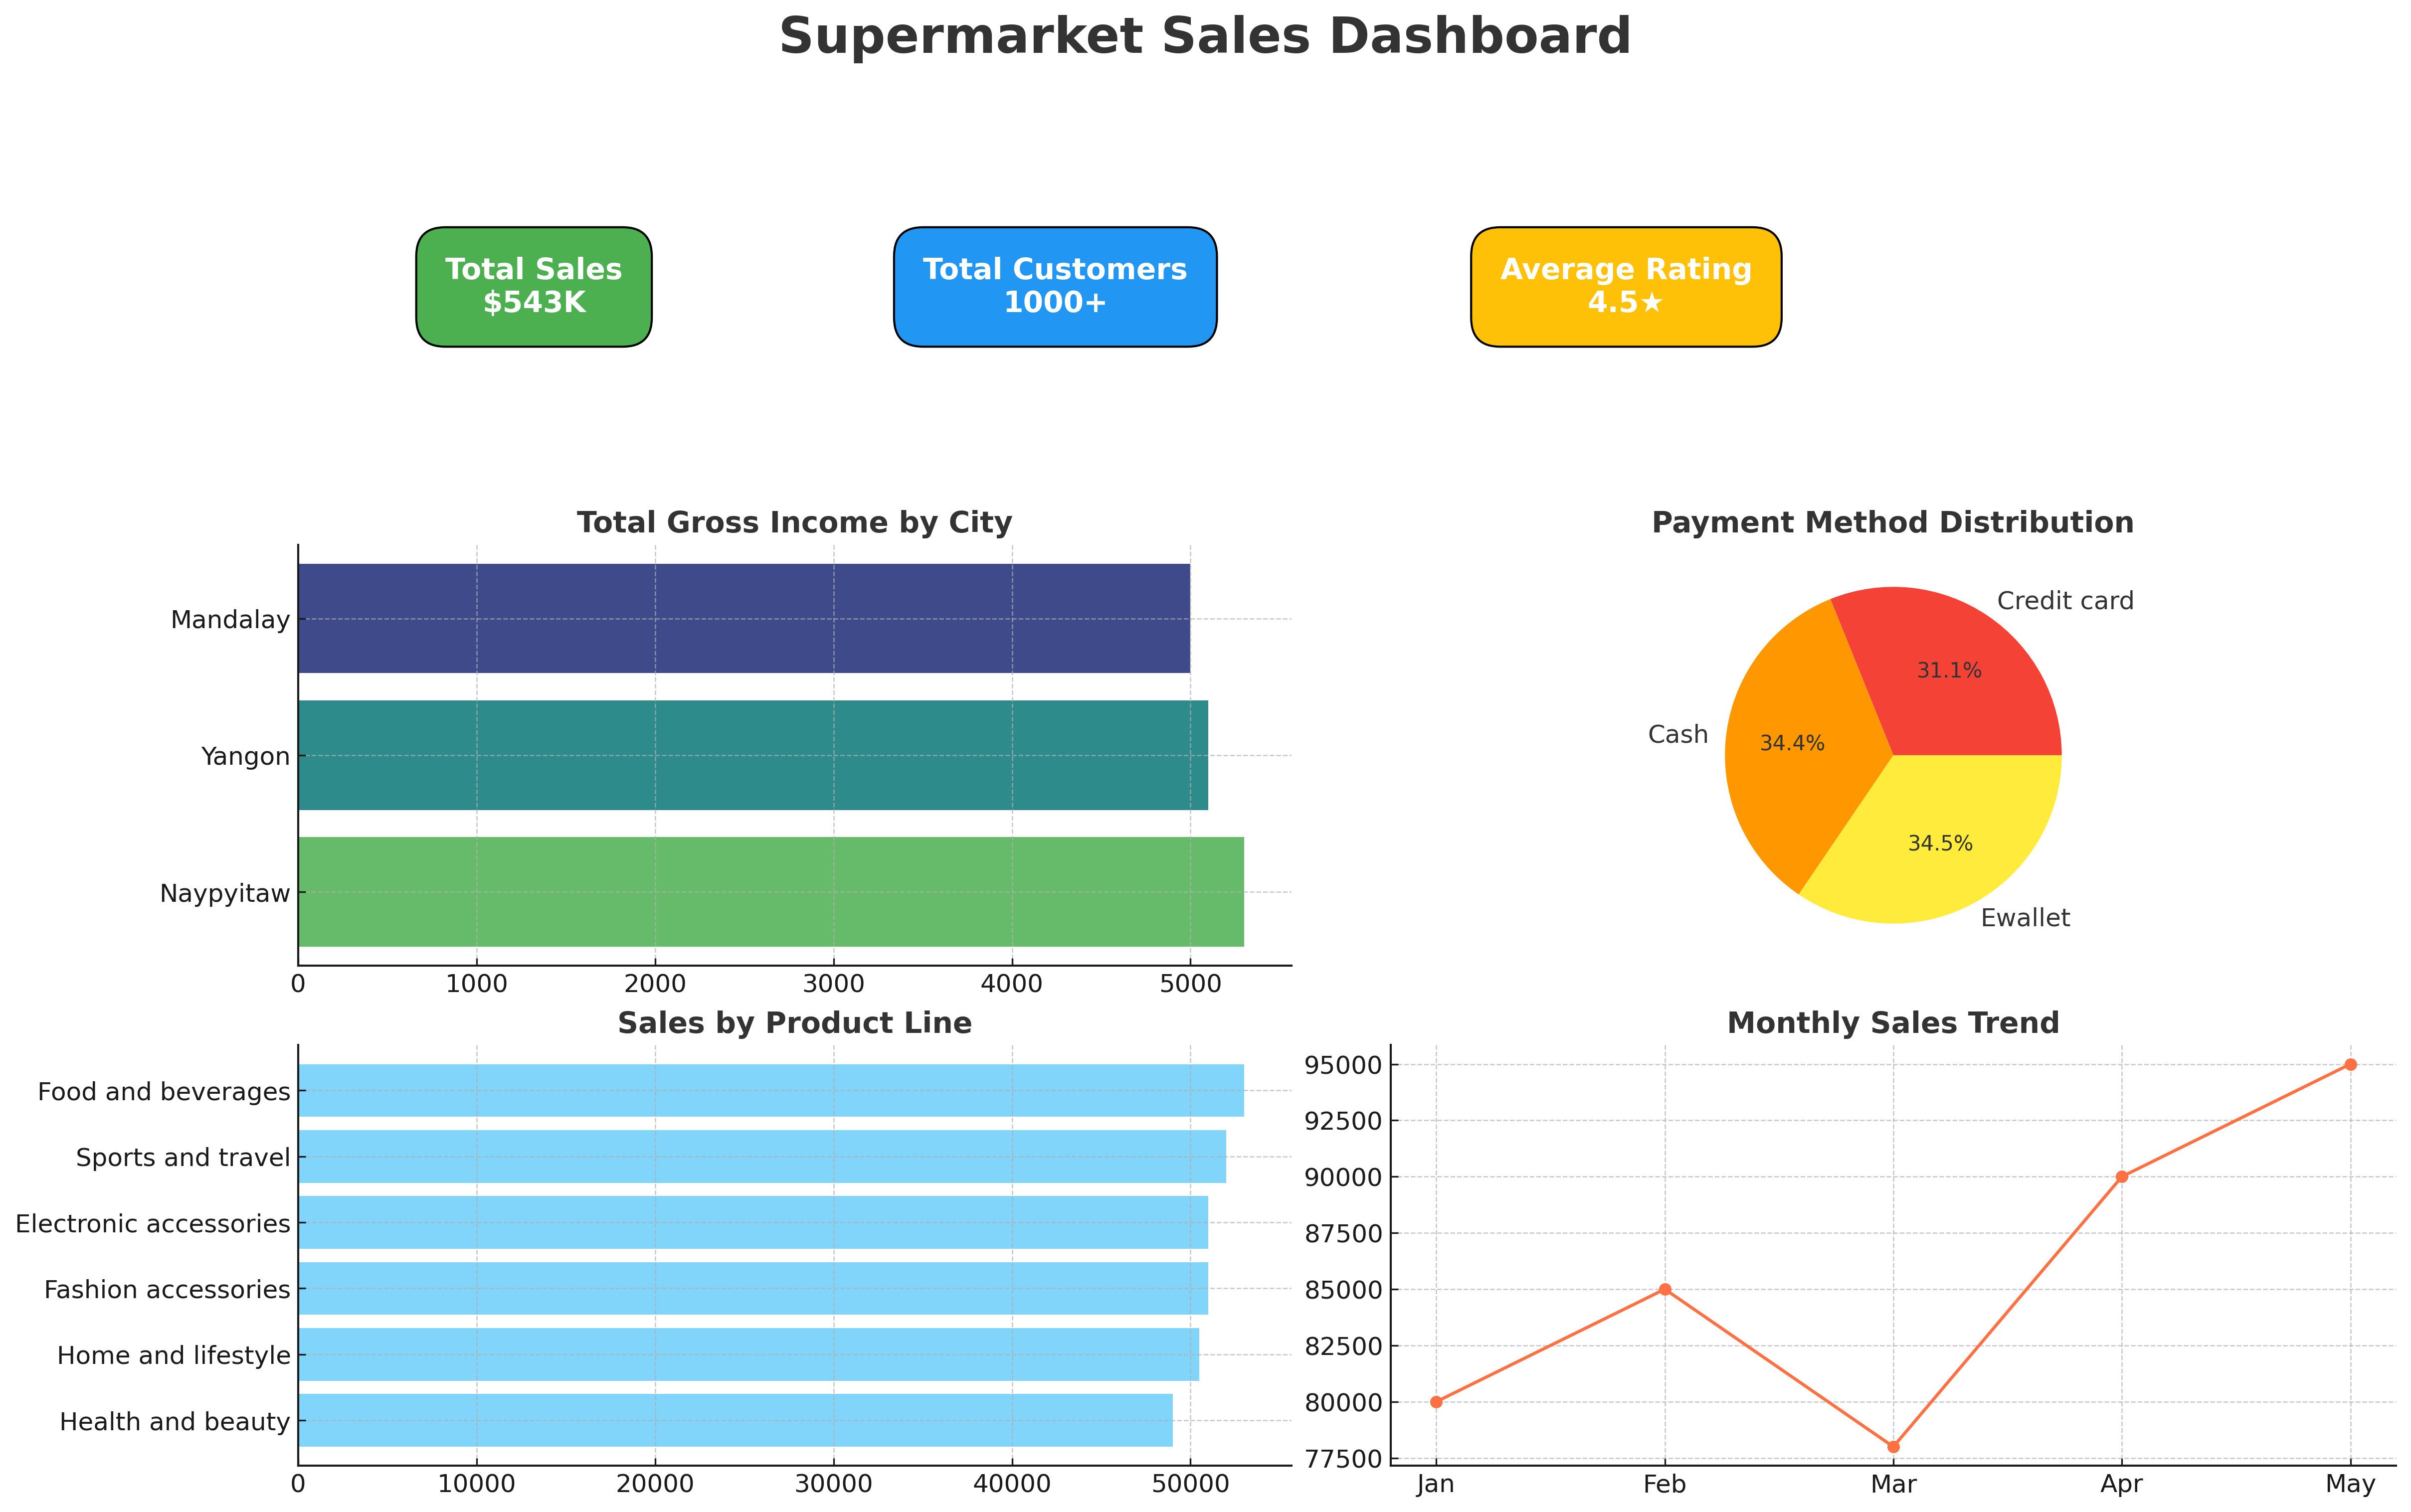 Supermarket Sales Dashboard
Total Sales
$543K
Total Customers
1000+
Average Rating
4.5★
Total Gross Income by City
Mandalay
Yangon
Naypyitaw
0 1000 2000 3000 4000 5000
Payment Method Distribution
Credit card
31.1%
Cash
34.4%
34.5%
Ewallet
Sales by Product Line
Food and beverages
Sports and travel
Electronic accessories
Fashion accessories
Home and lifestyle
Health and beauty
0 10000 20000 30000 40000 50000
Monthly Sales Trend
95000
92500
90000
87500
85000
82500
80000
77500
Jan Feb Mar Apr May